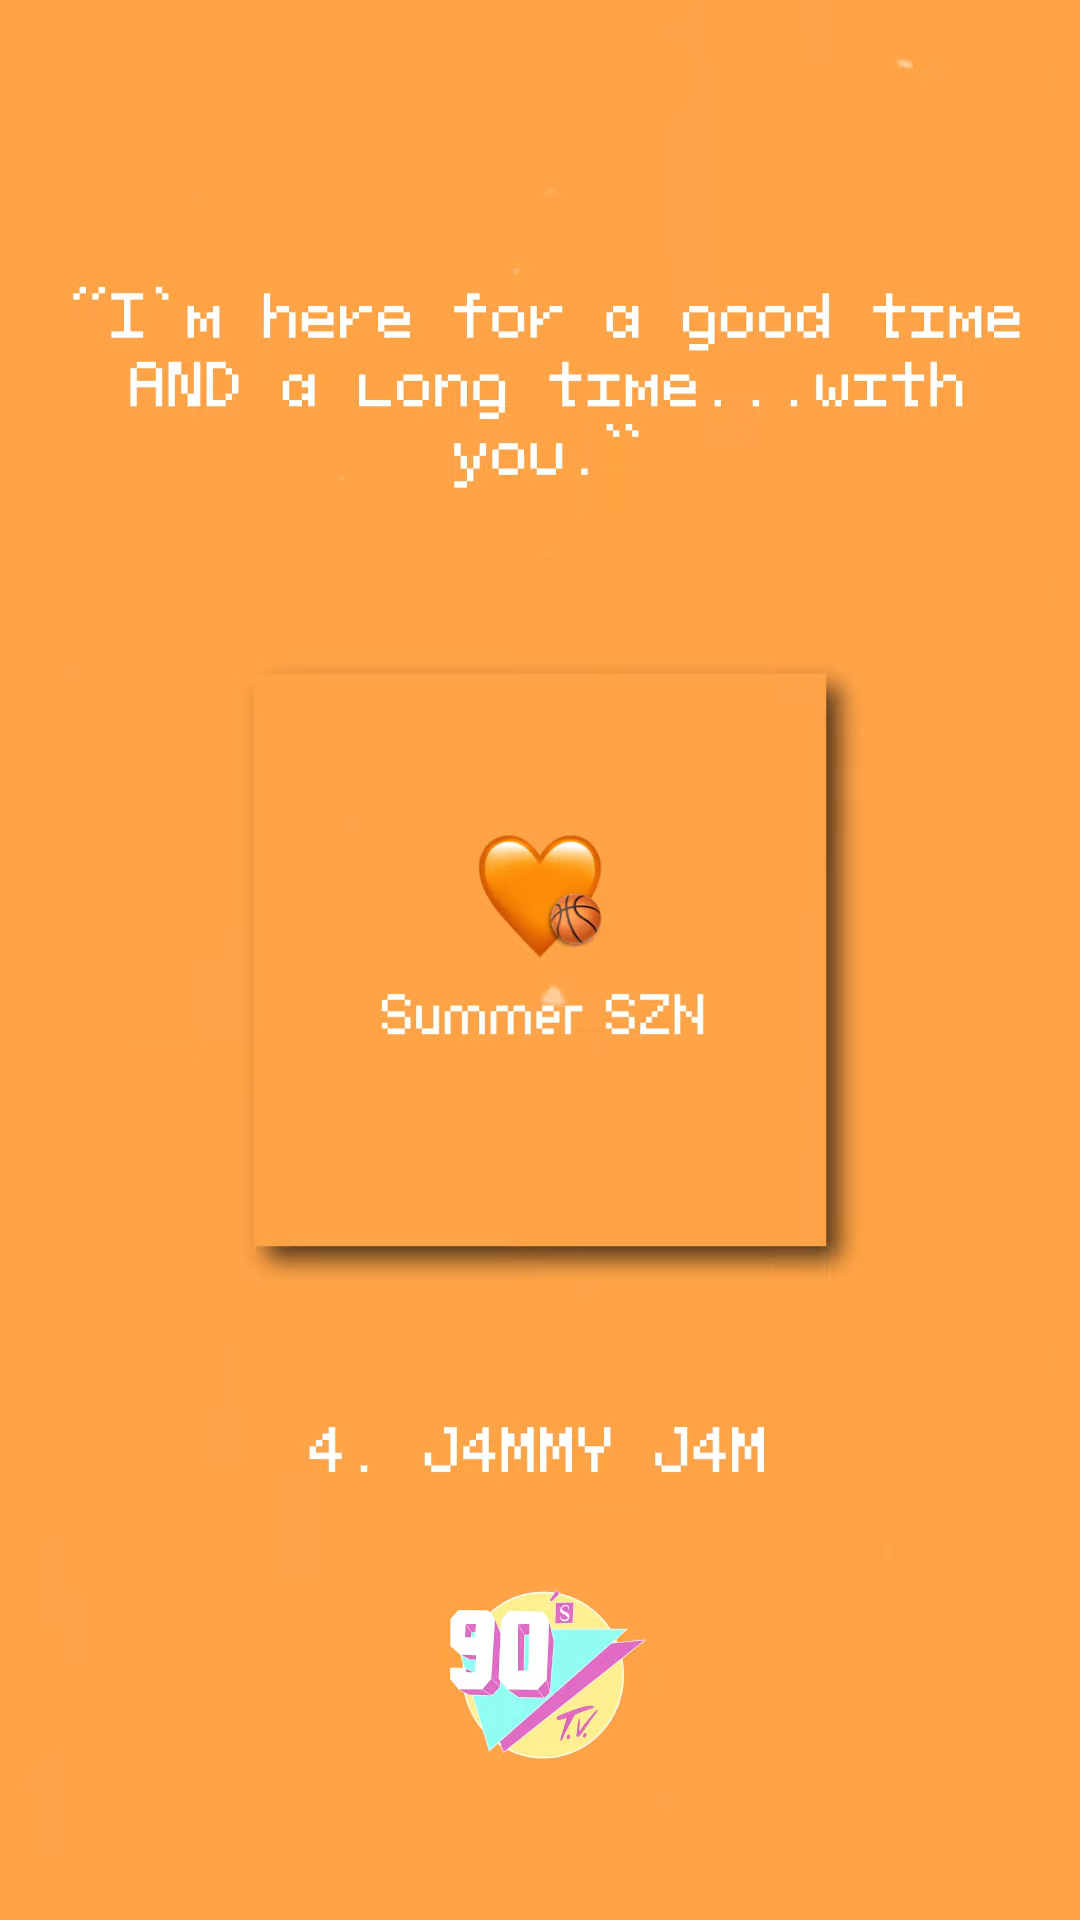 ´´I`m here for a good time
AND a long time...with
you.``
Summer SZN
4. J4MMY J4M
90's
T.V.